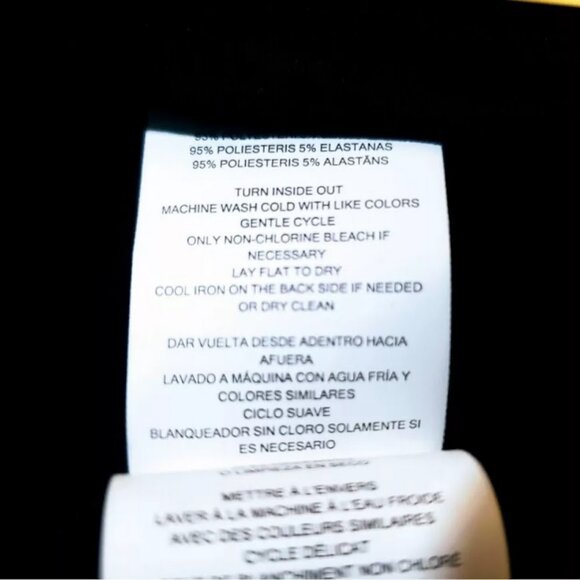 95% POLIESTERIS 5% ELASTANAS
95% POLIESTERIS 5% ALASTĀNS
TURN INSIDE OUT
MACHINE WASH COLD WITH LIKE COLORS
GENTLE CYCLE
ONLY NON-CHLORINE BLEACH IF
NECESSARY
LAY FLAT TO DRY
COOL IRON ON THE BACK SIDE IF NEEDED
OR DRY CLEAN
DAR VUELTA DESDE ADENTRO HACIA
AFUERA
LAVADO A MÁQUINA CON AGUA FRÍA Y
COLORES SIMILARES
CICLO SUAVE
BLANQUEADOR SIN CLORO SOLAMENTE SI
ES NECESARIO
METTRE À L'ENVERS
LAVER À LA MACHINE À L'EAU FROIDE
AVEC DES COULEURS SIMILAIRES
CYCLE DÉLICAT
BLANCHIMENT NON CHLORÉ